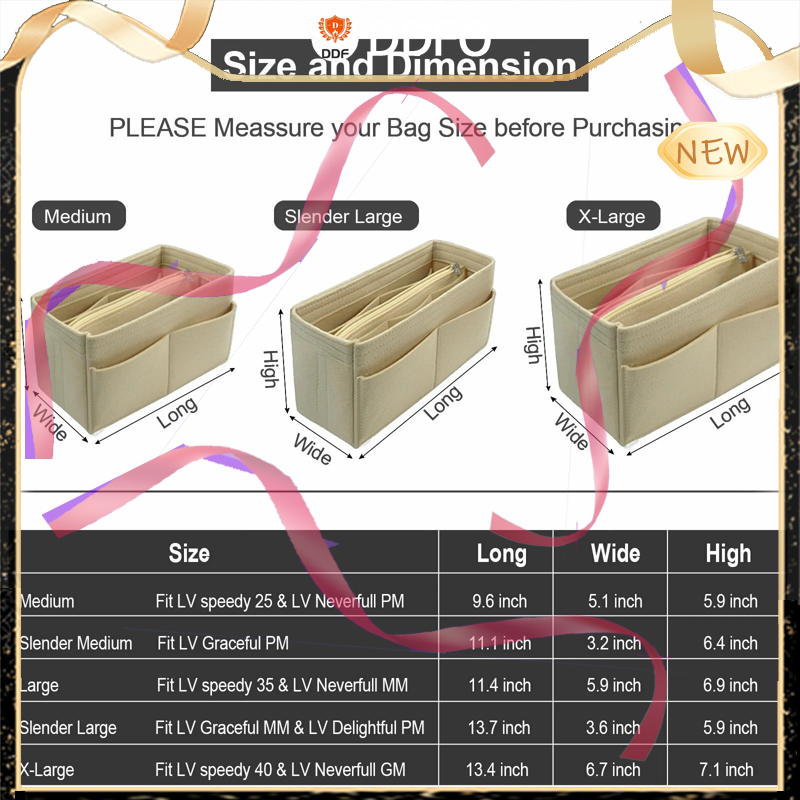 DDF
DDFO
Size and Dimension
PLEASE Meassure your Bag Size before Purchasin
NEW
Medium
Slender Large
X-Large
High
High
Wide
Long
Wide
Long
Wide
Long
Size Long Wide High
Medium Fit LV speedy 25 & LV Neverfull PM 9.6 inch 5.1 inch 5.9 inch
Slender Medium Fit LV Graceful PM 11.1 inch 3.2 inch 6.4 inch
Large Fit LV speedy 35 & LV Neverfull MM 11.4 inch 5.9 inch 6.9 inch
Slender Large Fit LV Graceful MM & LV Delightful PM 13.7 inch 3.6 inch 5.9 inch
X-Large Fit LV speedy 40 & LV Neverfull GM 13.4 inch 6.7 inch 7.1 inch